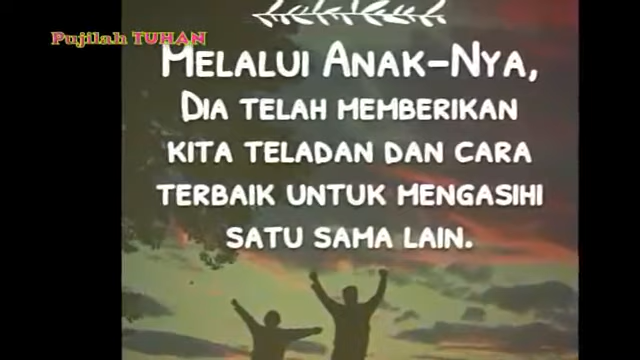 Pujilah TUHAN
MELALUI ANAK-NYA,
DIA TELAH MEMBERIKAN
KITA TELADAN DAN CARA
TERBAIK UNTUK MENGASIHI
SATU SAMA LAIN.